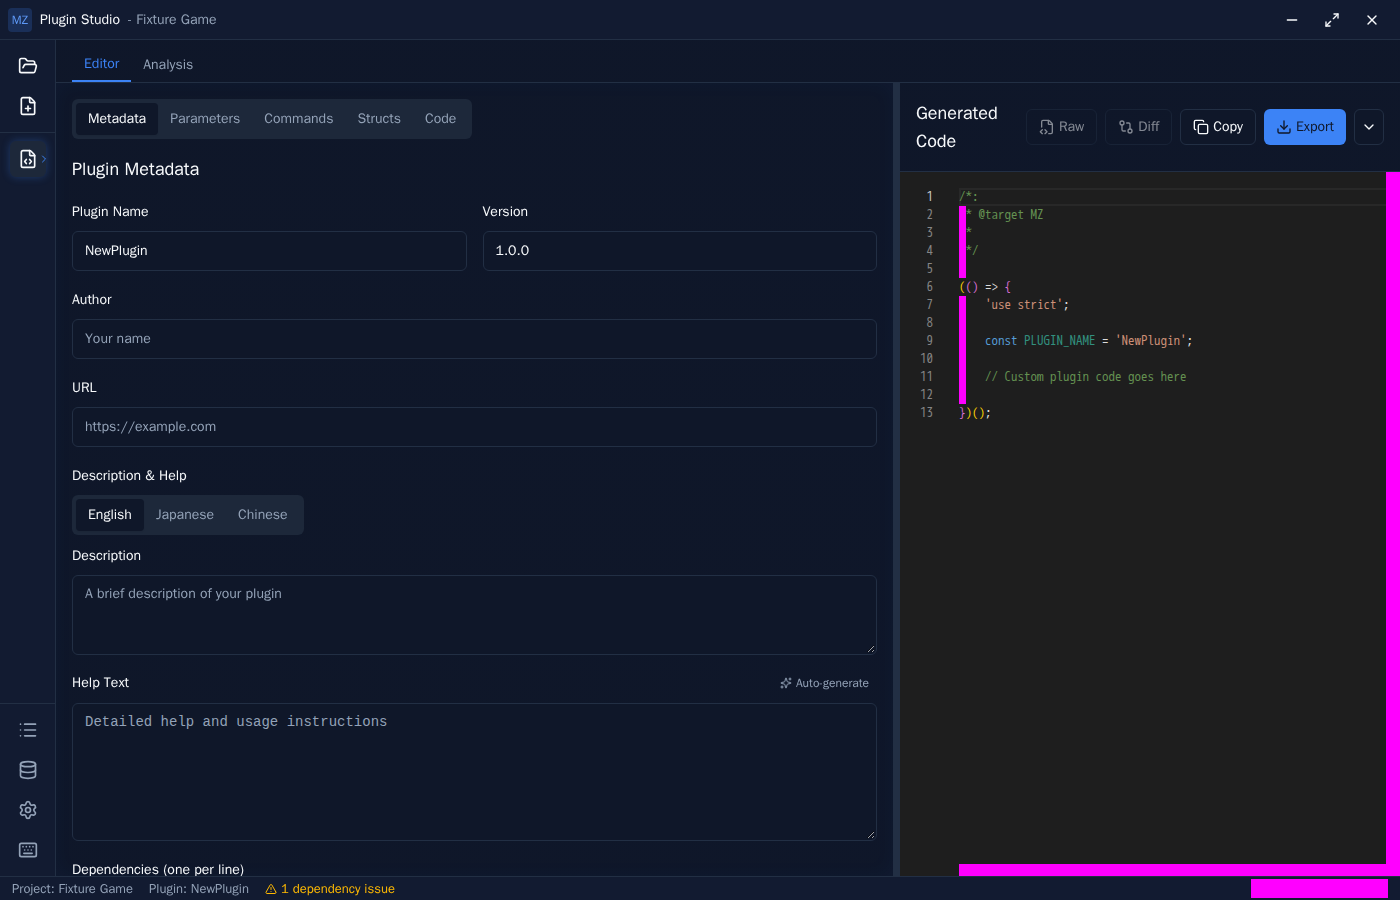 MZ Plugin Studio - Fixture Game
Editor Analysis
Metadata Parameters Commands Structs Code
Plugin Metadata
Plugin Name Version
NewPlugin 1.0.0
Author
Your name
URL
https://example.com
Description & Help
English Japanese Chinese
Description
A brief description of your plugin
Help Text Auto-generate
Detailed help and usage instructions
Dependencies (one per line)
Generated
Code
Raw Diff Copy Export
1 /*:
2 * @target MZ
3 *
4 */
5
6 (() => {
7 'use strict';
8
9 const PLUGIN_NAME = 'NewPlugin';
10
11 // Custom plugin code goes here
12
13 })();
Project: Fixture Game Plugin: NewPlugin 1 dependency issue